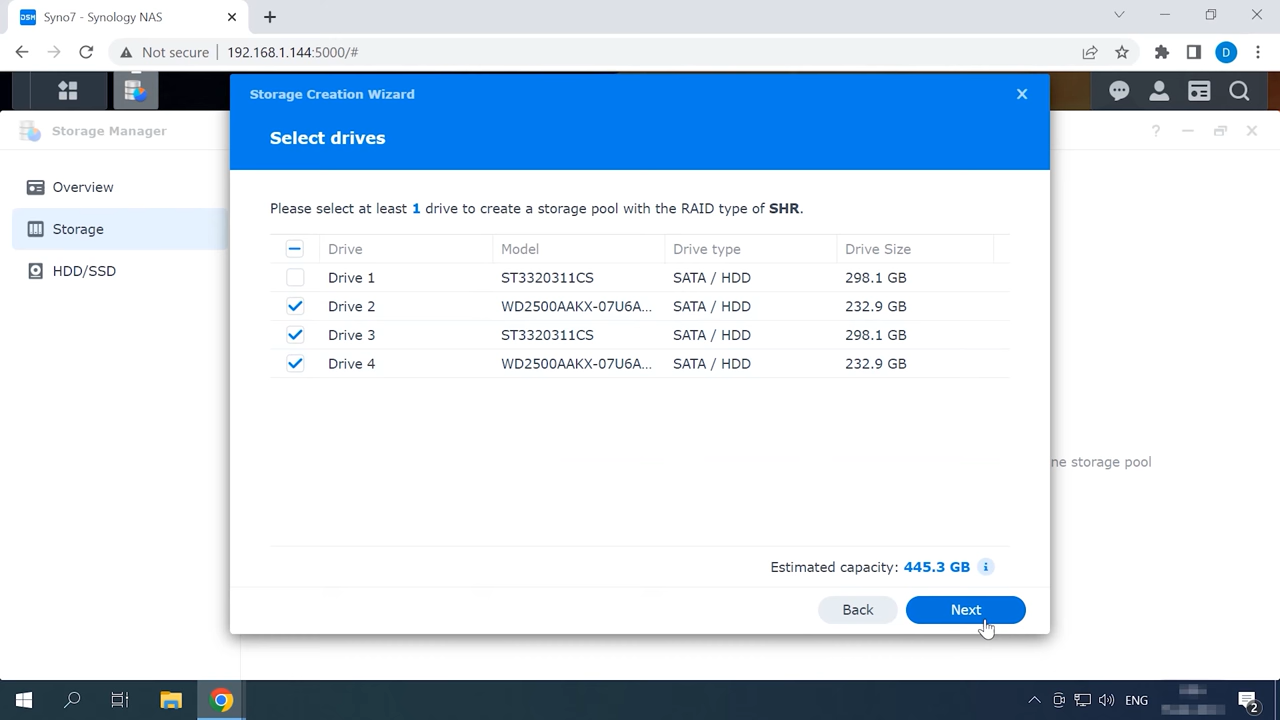 Syno7 - Synology NAS
Not secure
192.168.1.144:5000/#
D
Storage Creation Wizard
Select drives
Storage Manager
?
Overview
Storage
HDD/SSD
Please select at least 1 drive to create a storage pool with the RAID type of SHR.
Drive Model Drive type Drive Size
Drive 1 ST3320311CS SATA / HDD 298.1 GB
Drive 2 WD2500AAKX-07U6A... SATA / HDD 232.9 GB
Drive 3 ST3320311CS SATA / HDD 298.1 GB
Drive 4 WD2500AAKX-07U6A... SATA / HDD 232.9 GB
ne storage pool
Estimated capacity: 445.3 GB i
Back Next
ENG
2